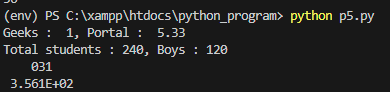 (env) PS C:\xampp\htdocs\python_program> python p5.py
Geeks :  1, Portal :  5.33
Total students : 240, Boys : 120
    031
 3.561E+02